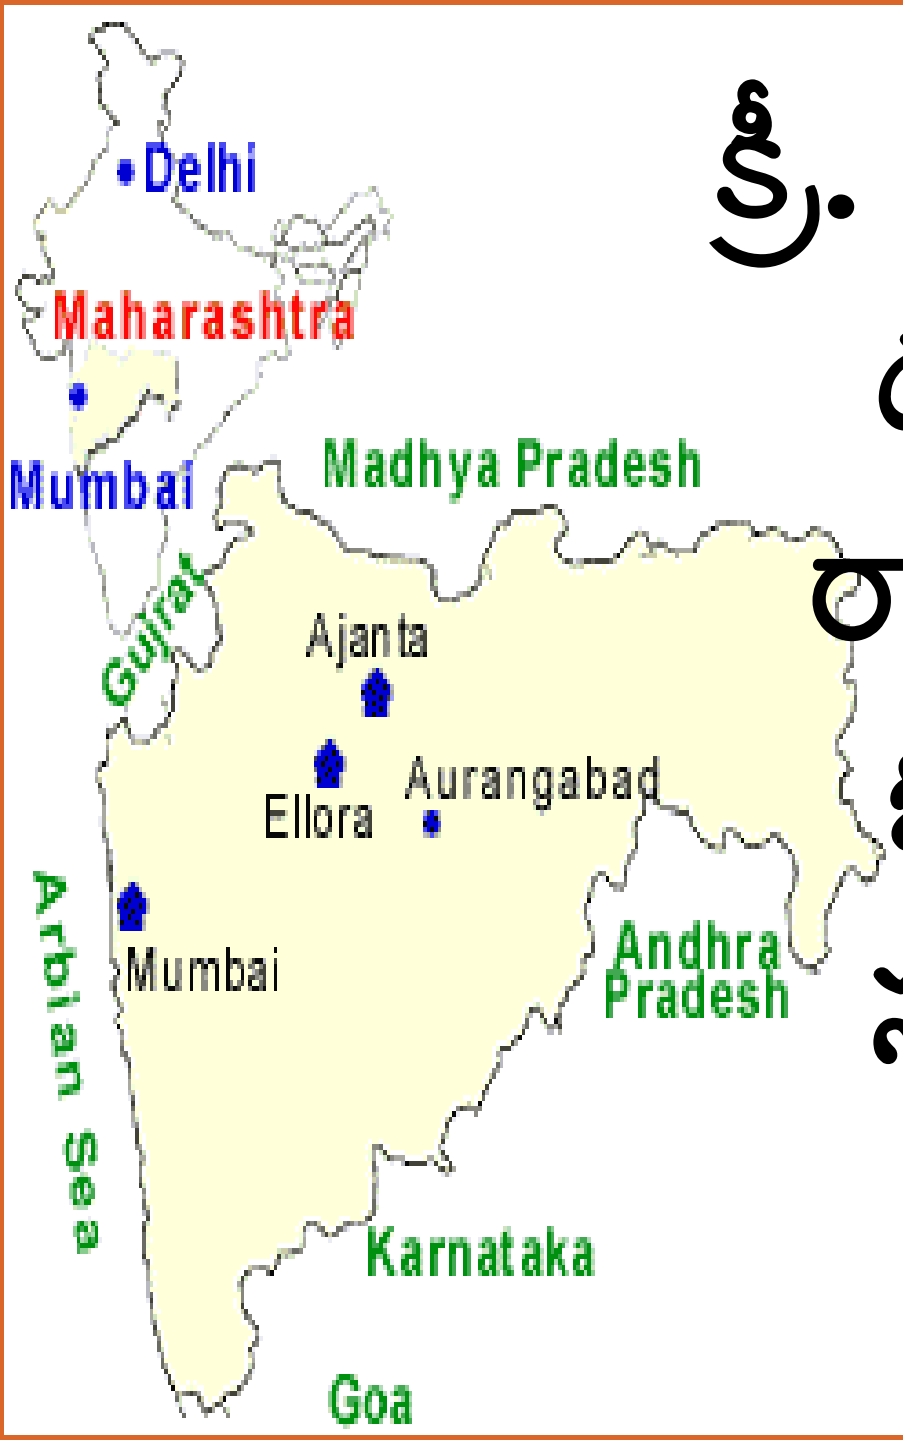 Delhi
Maharashtra
Mumbai
క్రీ.
Madhya Pradesh
Gujrat
Ajanta
Ellora
Aurangabad
Mumbai
Arbian Sea
Andhra
Pradesh
Karnataka
Goa